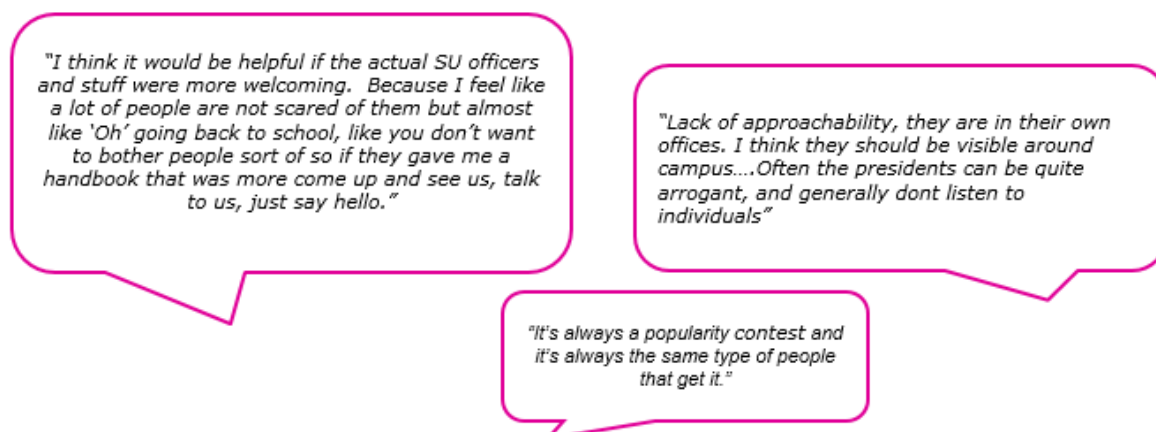 “I think it would be helpful if the actual SU officers
and stuff were more welcoming.  Because I feel like
a lot of people are not scared of them but almost
like ‘Oh’ going back to school, like you don’t want
to bother people sort of so if they gave me a
handbook that was more come up and see us, talk
to us, just say hello.”
“Lack of approachability, they are in their own
offices. I think they should be visible around
campus….Often the presidents can be quite
arrogant, and generally dont listen to
individuals”
“It’s always a popularity contest and
it’s always the same type of people
that get it.”